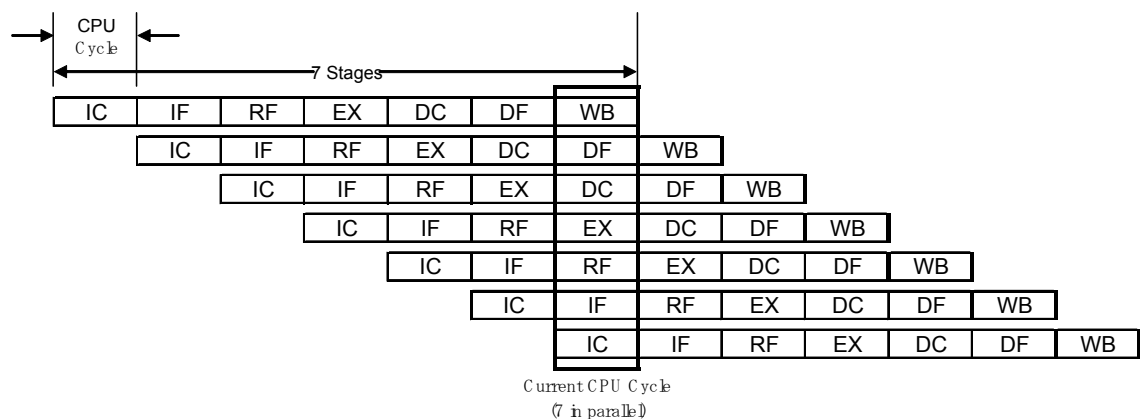 CPU
Cycle
7 Stages
IC IF RF EX DC DF WB
IC IF RF EX DC DF WB
IC IF RF EX DC DF WB
IC IF RF EX DC DF WB
IC IF RF EX DC DF WB
IC IF RF EX DC DF WB
IC IF RF EX DC DF WB
Current CPU Cycle
(7 in parallel)